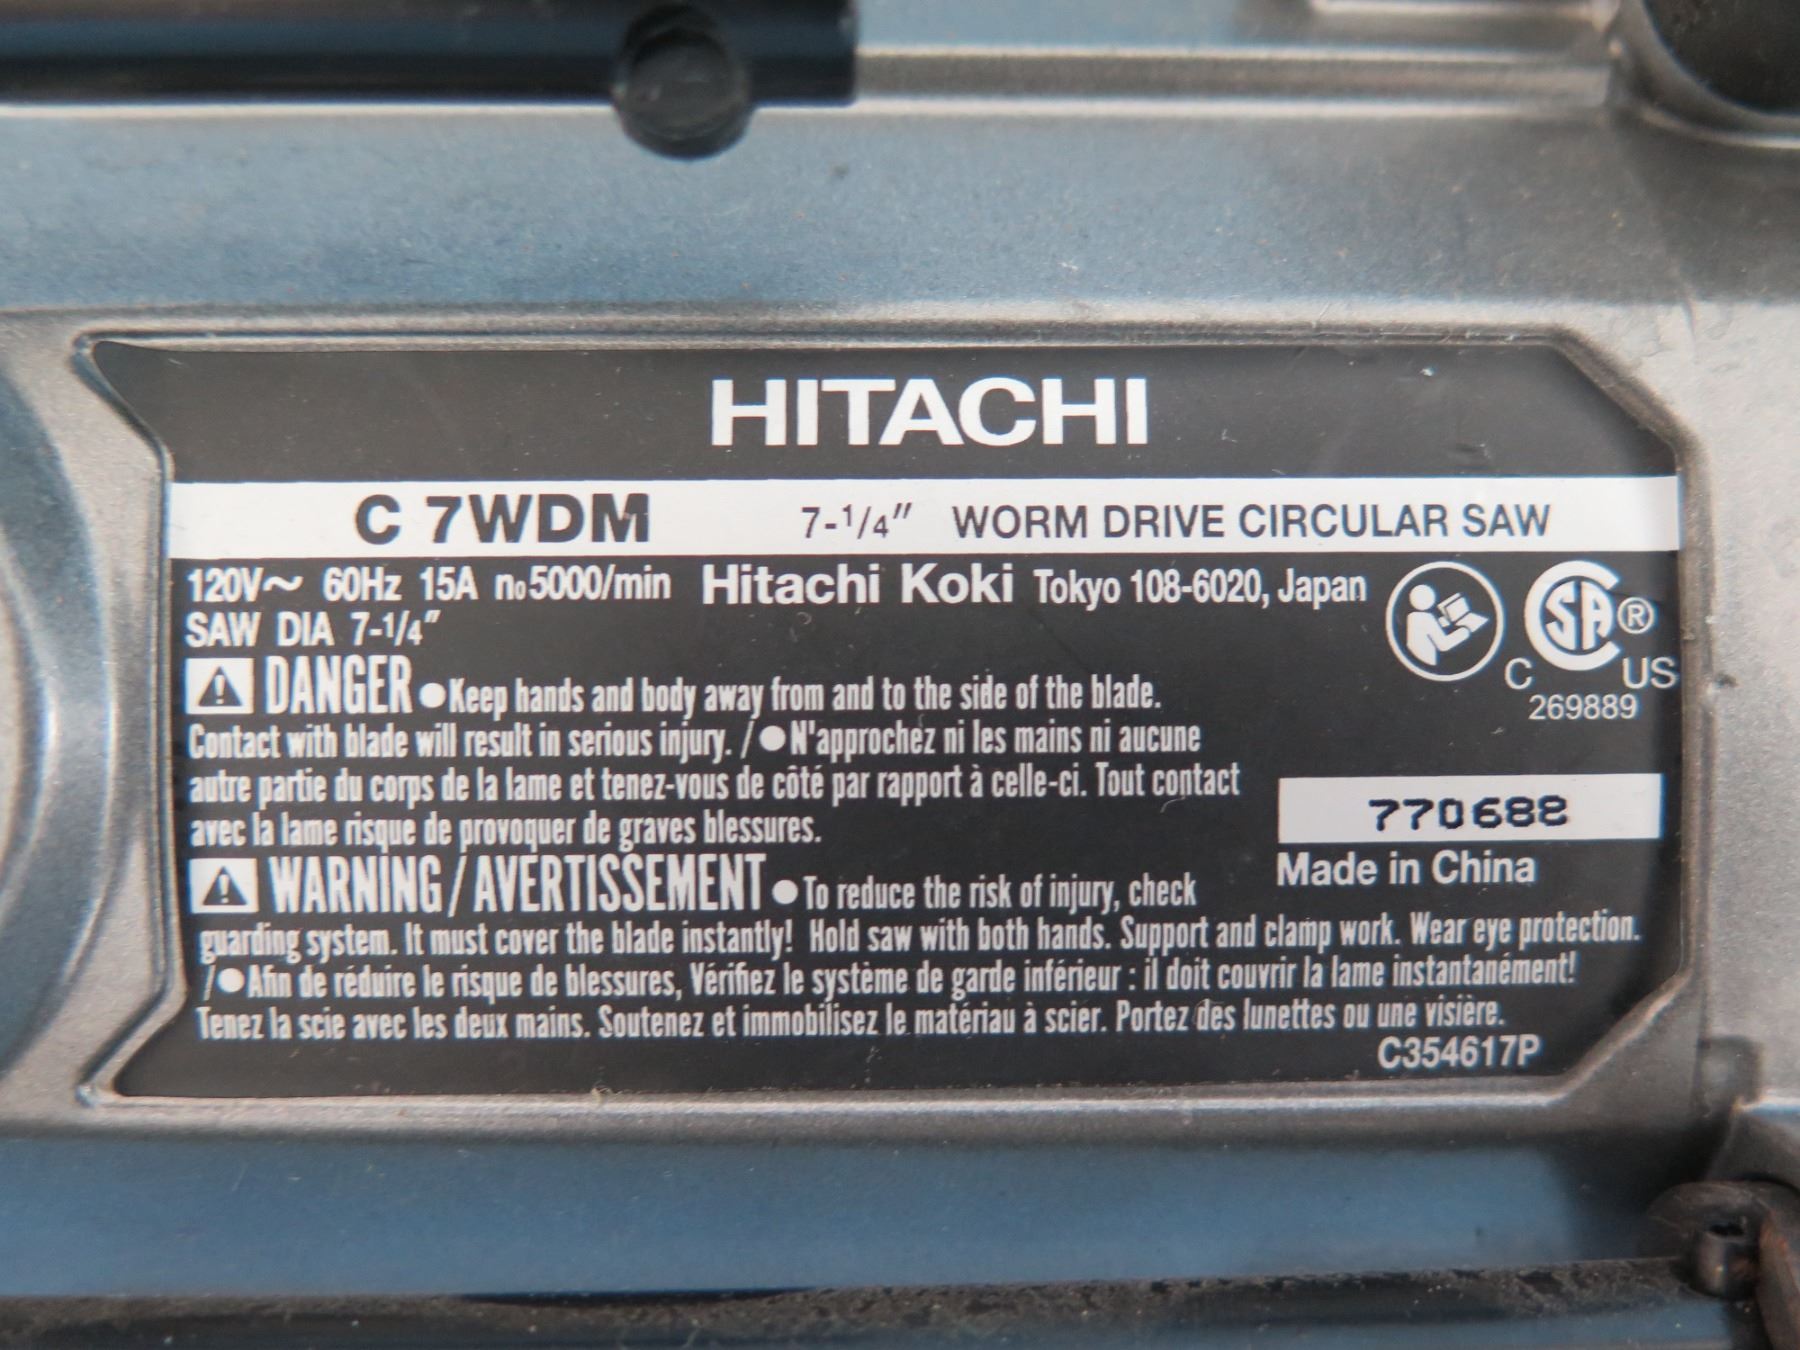 HITACHI
C 7WDM 7-1/4" WORM DRIVE CIRCULAR SAW
120V~ 60Hz 15A no5000/min Hitachi Koki Tokyo 108-6020, Japan
SAW DIA 7-1/4"
SA ®
C US
269889
DANGER ●Keep hands and body away from and to the side of the blade.
Contact with blade will result in serious injury. / ●N'approchez ni les mains ni aucune
autre partie du corps de la lame et tenez-vous de côté par rapport à celle-ci. Tout contact
avec la lame risque de provoquer de graves blessures.
770688
Made in China
WARNING/AVERTISSEMENT ●To reduce the risk of injury, check
guarding system. It must cover the blade instantly! Hold saw with both hands. Support and clamp work. Wear eye protection.
/●Afin de réduire le risque de blessures, Vérifiez le système de garde inférieur : il doit couvrir la lame instantanément!
Tenez la scie avec les deux mains. Soutenez et immobilisez le matériau à scier. Portez des lunettes ou une visière.
C354617P